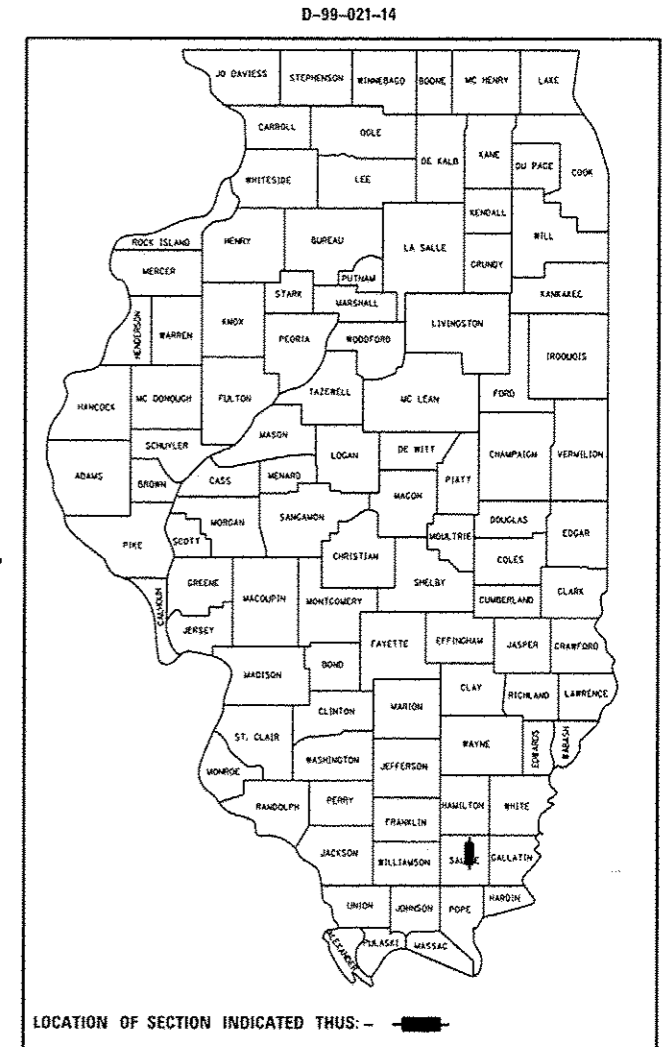 D-99-021-14
JO DAVIESS STEPHENSON WINNEBAGO BOONE MC HENRY LAKE
CARROLL OGLE DE KALB KANE DU PAGE COOK
WHITESIDE LEE
KENDALL WILL
ROCK ISLAND HENRY BUREAU LA SALLE GRUNDY
MERCER PUTNAM KANKAKEE
STARK MARSHALL
HENDERSON WARREN KNOX PEORIA WOODFORD LIVINGSTON IROQUOIS
HANCOCK MC DONOUGH FULTON TAZEWELL MC LEAN FORD
MASON
SCHUYLER LOGAN DE WITT CHAMPAIGN VERMILION
ADAMS BROWN CASS MENARD MACON PIATT
PIKE SCOTT MORGAN SANGAMON CHRISTIAN MOULTRIE DOUGLAS EDGAR
COLES
CALHOUN GREENE MACOUPIN MONTGOMERY SHELBY CUMBERLAND CLARK
JERSEY FAYETTE EFFINGHAM JASPER CRAWFORD
MADISON BOND
CLAY RICHLAND LAWRENCE
CLINTON MARION
ST. CLAIR WAYNE EDWARDS WABASH
WASHINGTON JEFFERSON
MONROE
RANDOLPH PERRY HAMILTON WHITE
FRANKLIN
JACKSON WILLIAMSON GALLATIN
UNION JOHNSON POPE HARDIN
ALEXANDER PULASKI MASSAC
LOCATION OF SECTION INDICATED THUS: -